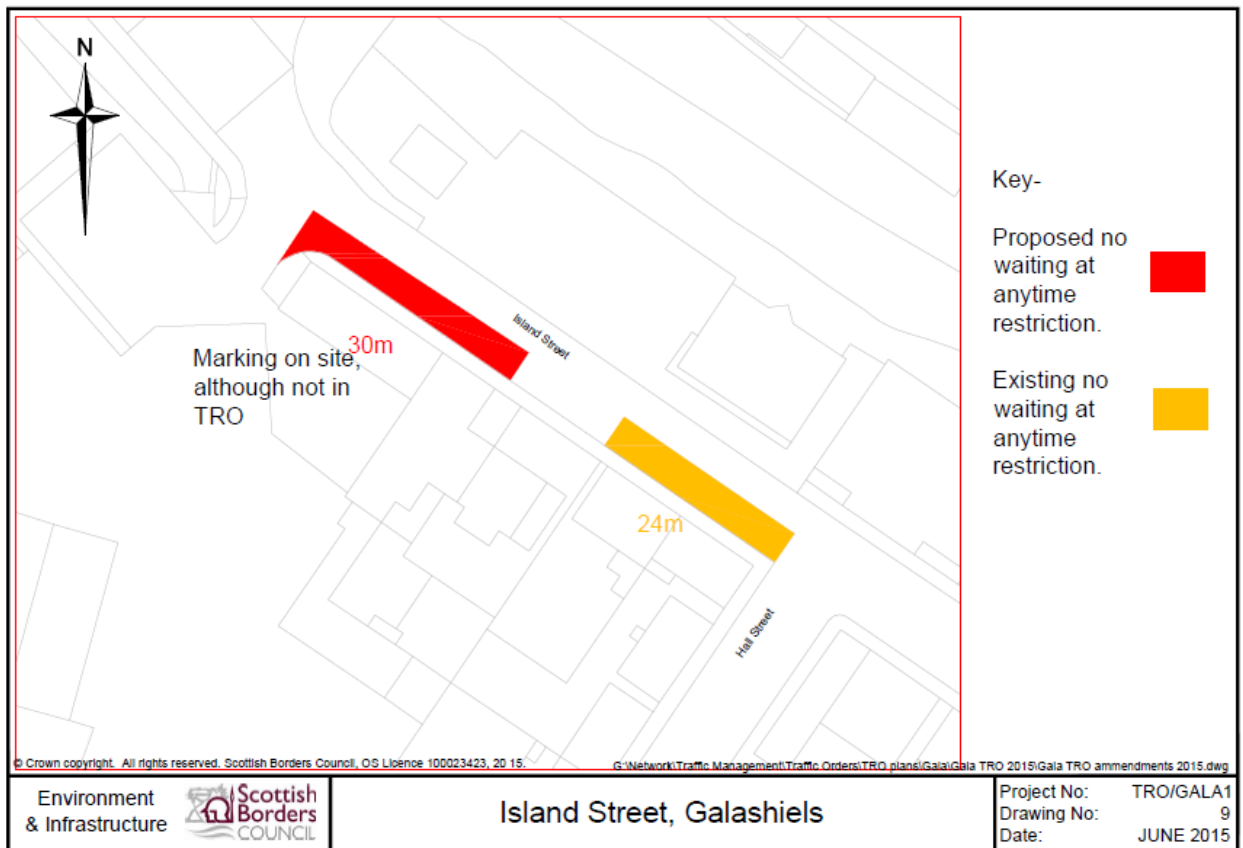 N
Key-
Proposed no
waiting at
anytime
restriction.
Existing no
waiting at
anytime
restriction.
Island Street
30m
Marking on site,
although not in
TRO
24m
Hall Street
© Crown copyright. All rights reserved. Scottish Borders Council, OS Licence 100023423, 20 15.
G:\Network\Traffic Management\Traffic Orders\TRO plans\Gala\Gala TRO 2015\Gala TRO ammendments 2015.dwg
Environment
& Infrastructure
Scottish
Borders
COUNCIL
Island Street, Galashiels
Project No: TRO/GALA1
Drawing No: 9
Date: JUNE 2015